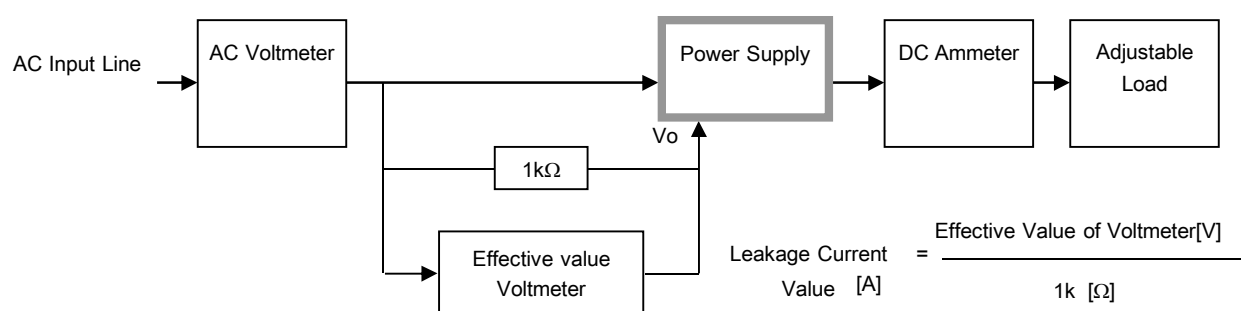 AC Input Line
AC Voltmeter
Power Supply
DC Ammeter
Adjustable
Load
Vo
1kΩ
Effective value
Voltmeter
Leakage Current
Value [A]
=
Effective Value of Voltmeter[V]
1k [Ω]